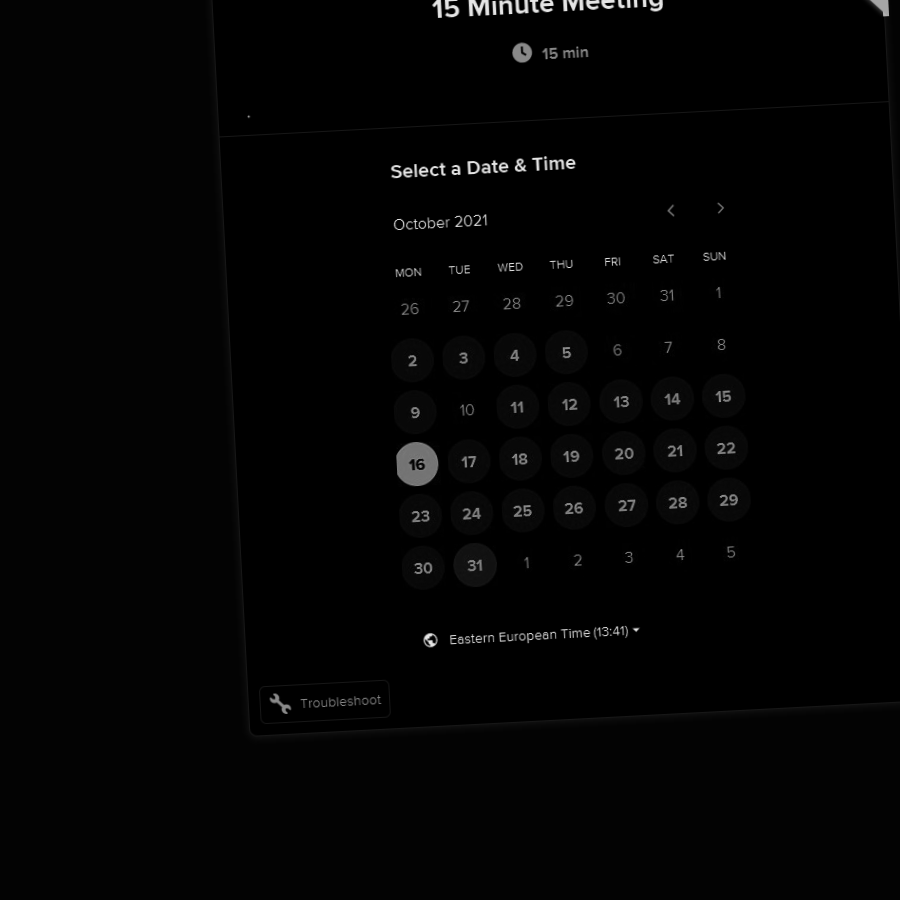 15 Minute Meeting
15 min
Select a Date & Time
October 2021
MON TUE WED THU FRI SAT SUN
26 27 28 29 30 31 1
2 3 4 5 6 7 8
9 10 11 12 13 14 15
16 17 18 19 20 21 22
23 24 25 26 27 28 29
30 31 1 2 3 4 5
Eastern European Time (13:41)
Troubleshoot